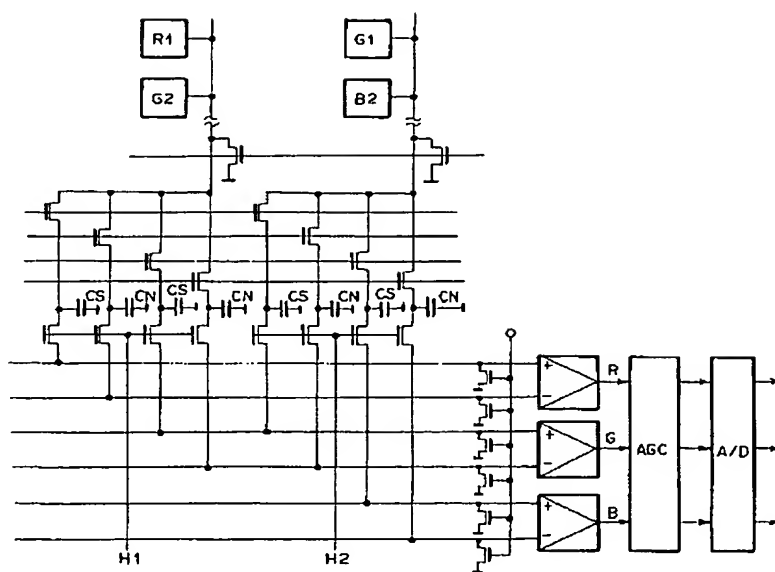 R1
G1
G2
B2
CS
CN
CS
CN
CS
CN
CS
CN
+
−
R
+
−
G
AGC
A/D
+
−
B
H1
H2